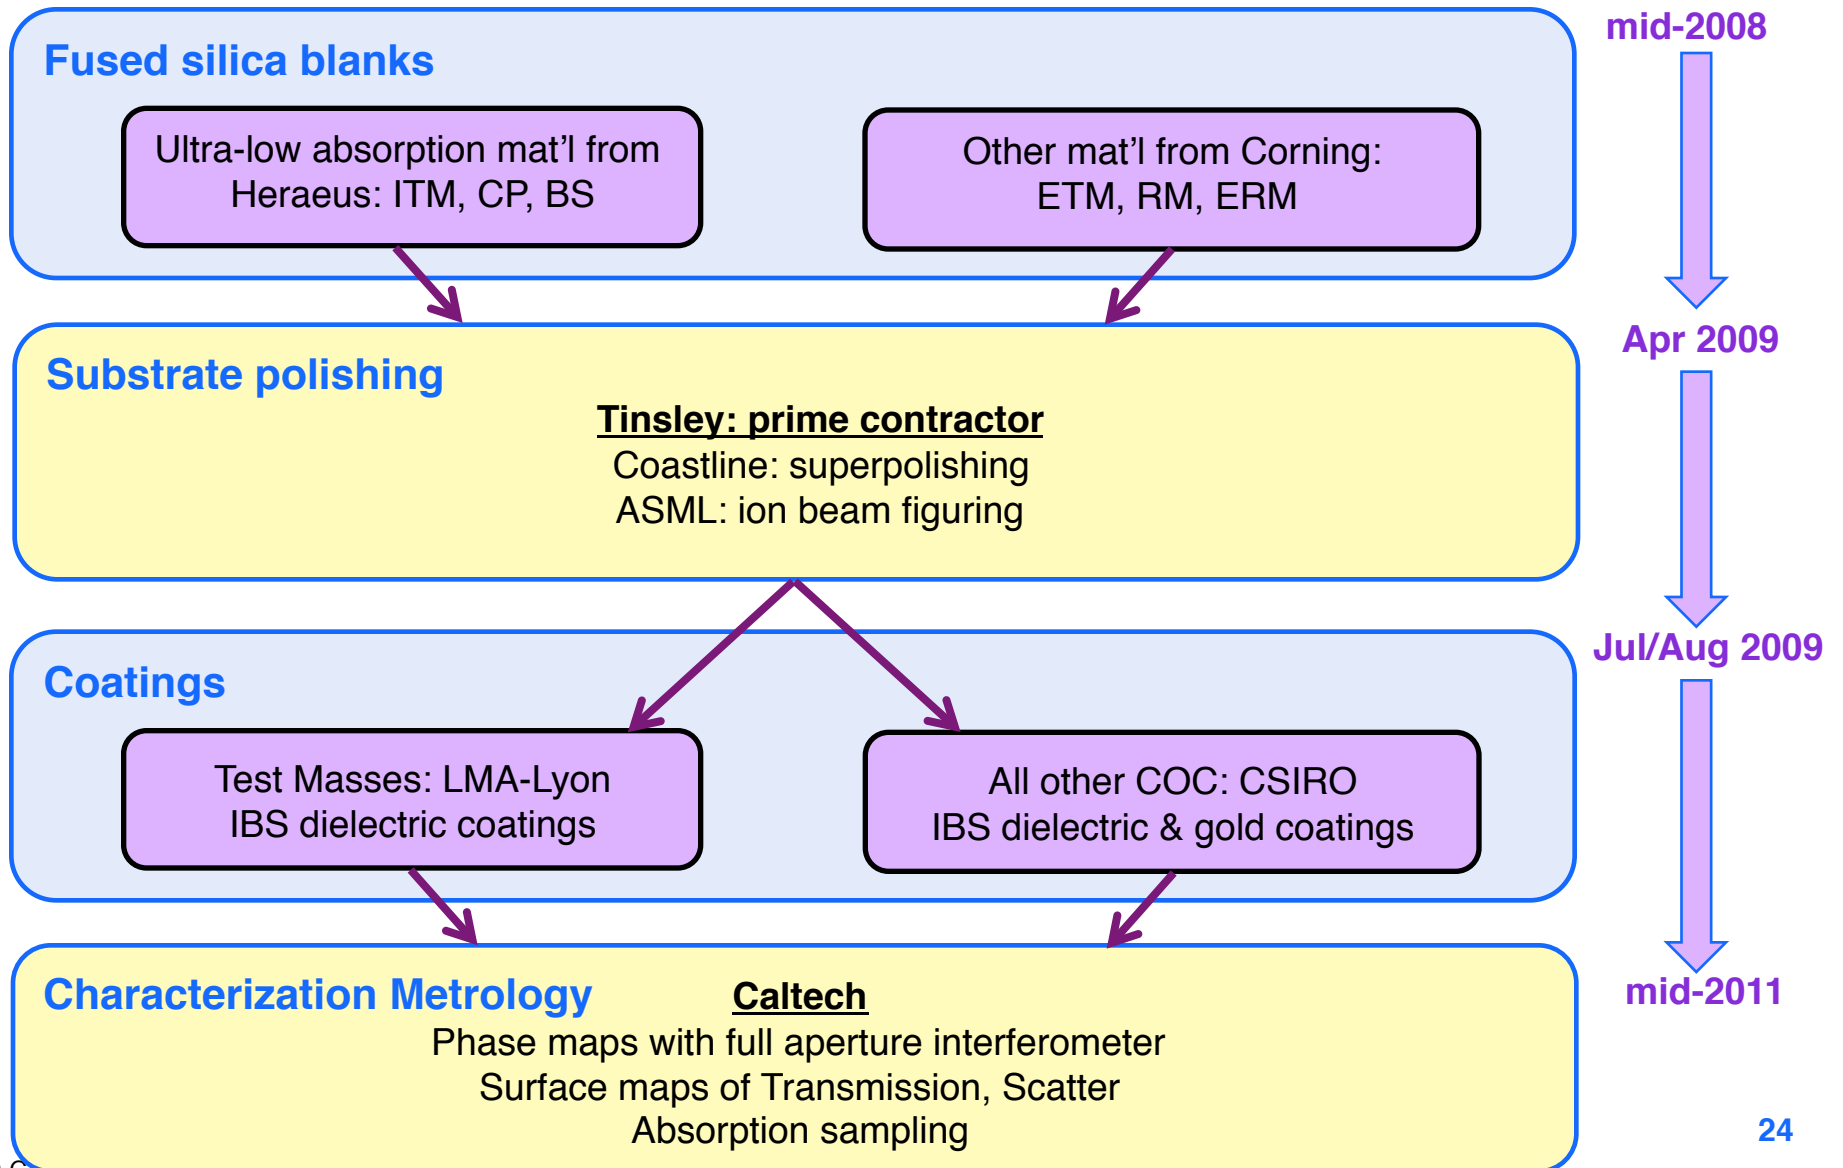 Fused silica blanks
mid-2008
Ultra-low absorption mat’l from
Heraeus: ITM, CP, BS
Other mat’l from Corning:
ETM, RM, ERM
Substrate polishing
Apr 2009
Tinsley: prime contractor
Coastline: superpolishing
ASML: ion beam figuring
Coatings
Jul/Aug 2009
Test Masses: LMA-Lyon
IBS dielectric coatings
All other COC: CSIRO
IBS dielectric & gold coatings
Characterization Metrology
Caltech
mid-2011
Phase maps with full aperture interferometer
Surface maps of Transmission, Scatter
Absorption sampling
24